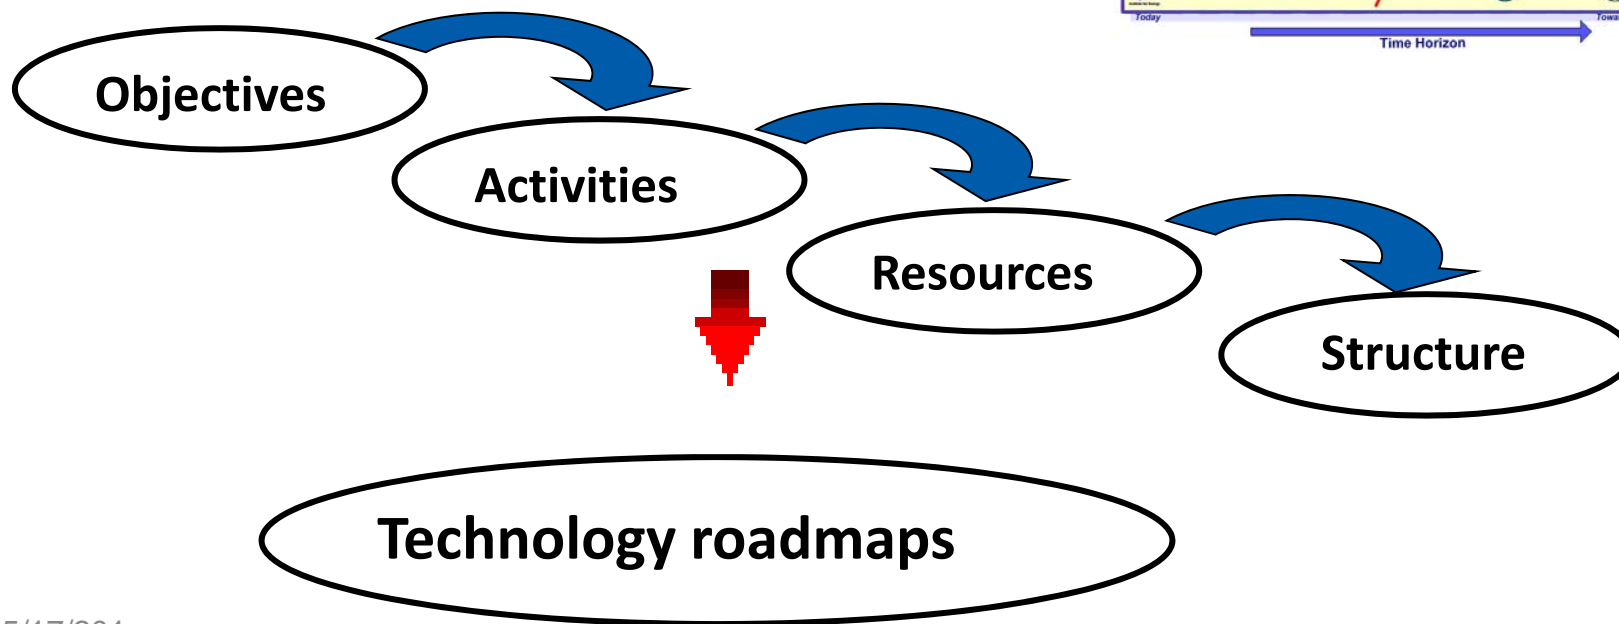 Today
Time Horizon
Objectives
Activities
Resources
Structure
Technology roadmaps